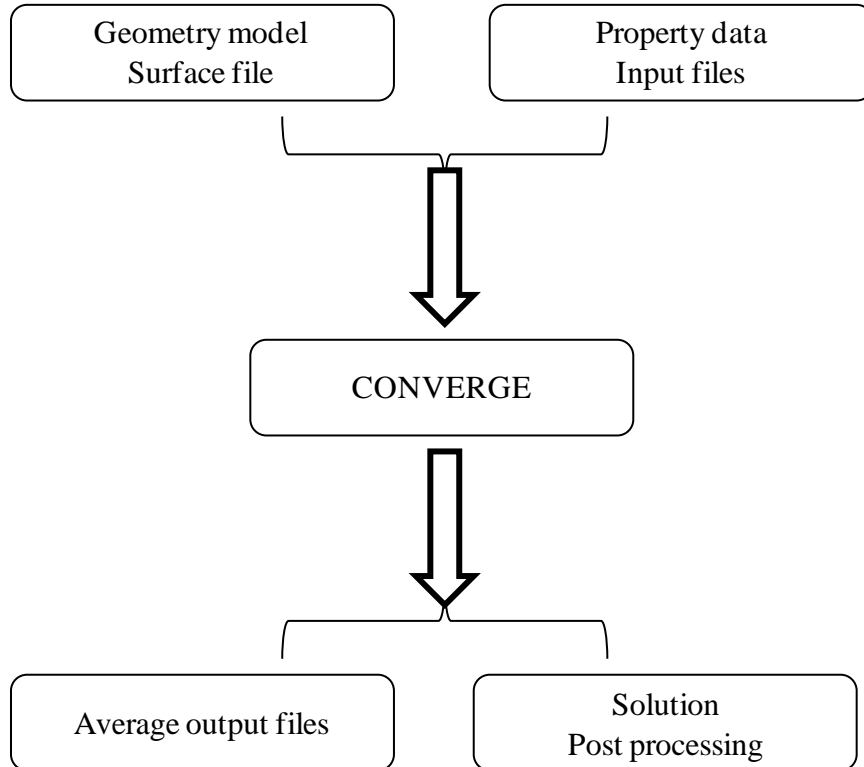 Geometry model
Surface file
Property data
Input files
CONVERGE
Average output files
Solution
Post processing